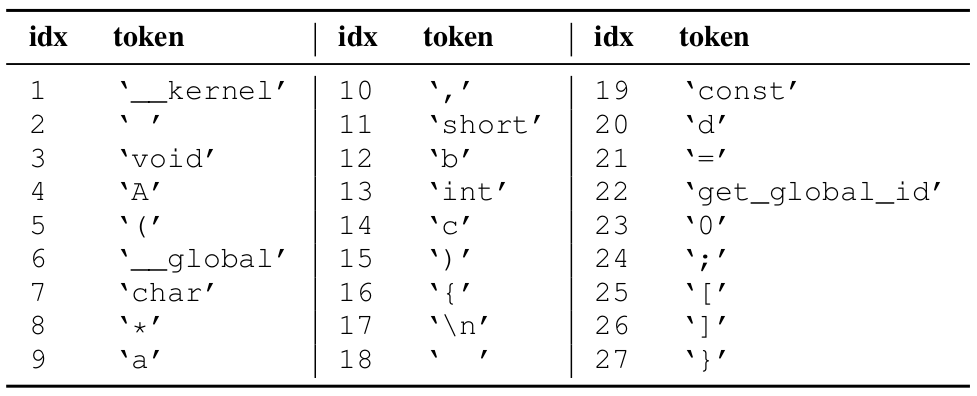 idx token idx token idx token
1 ‘__kernel’ 10 ‘,’ 19 ‘const’
2 ‘ ’ 11 ‘short’ 20 ‘d’
3 ‘void’ 12 ‘b’ 21 ‘=’
4 ‘A’ 13 ‘int’ 22 ‘get_global_id’
5 ‘(’ 14 ‘c’ 23 ‘0’
6 ‘__global’ 15 ‘)’ 24 ‘;’
7 ‘char’ 16 ‘{’ 25 ‘[’
8 ‘*’ 17 ‘\n’ 26 ‘]’
9 ‘a’ 18 ‘  ’ 27 ‘}’